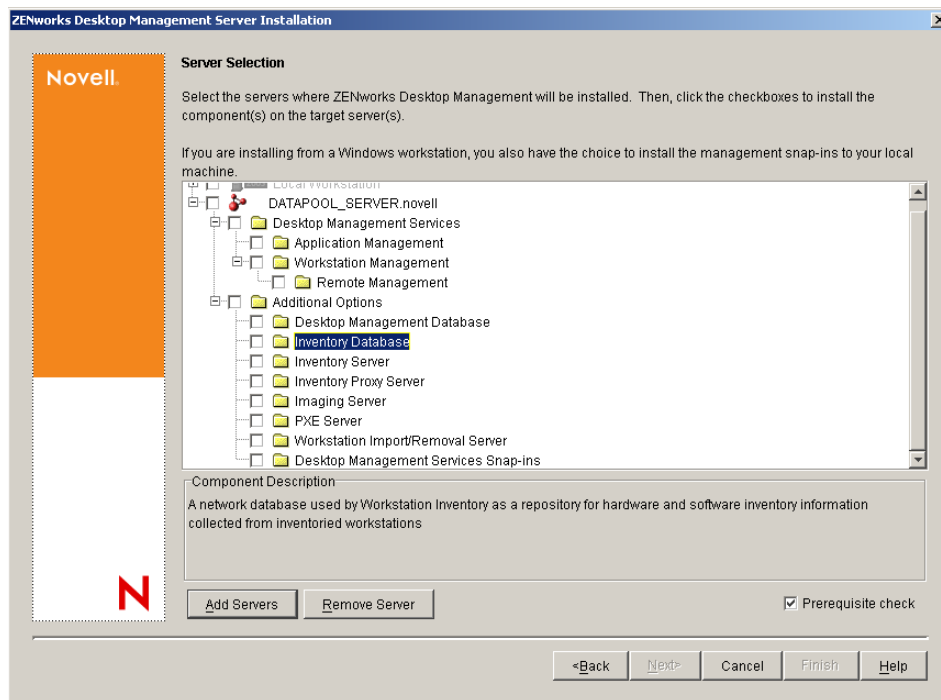 ZENworks Desktop Management Server Installation
Novell.
Server Selection
Select the servers where ZENworks Desktop Management will be installed. Then, click the checkboxes to install the
component(s) on the target server(s).
If you are installing from a Windows workstation, you also have the choice to install the management snap-ins to your local
machine.
Local Workstation
DATAPOOL_SERVER.novell
Desktop Management Services
Application Management
Workstation Management
Remote Management
Additional Options
Desktop Management Database
Inventory Database
Inventory Server
Inventory Proxy Server
Imaging Server
PXE Server
Workstation Import/Removal Server
Desktop Management Services Snap-ins
Component Description
A network database used by Workstation Inventory as a repository for hardware and software inventory information
collected from inventoried workstations
N
Add Servers
Remove Server
Prerequisite check
<Back
Next>
Cancel
Finish
Help